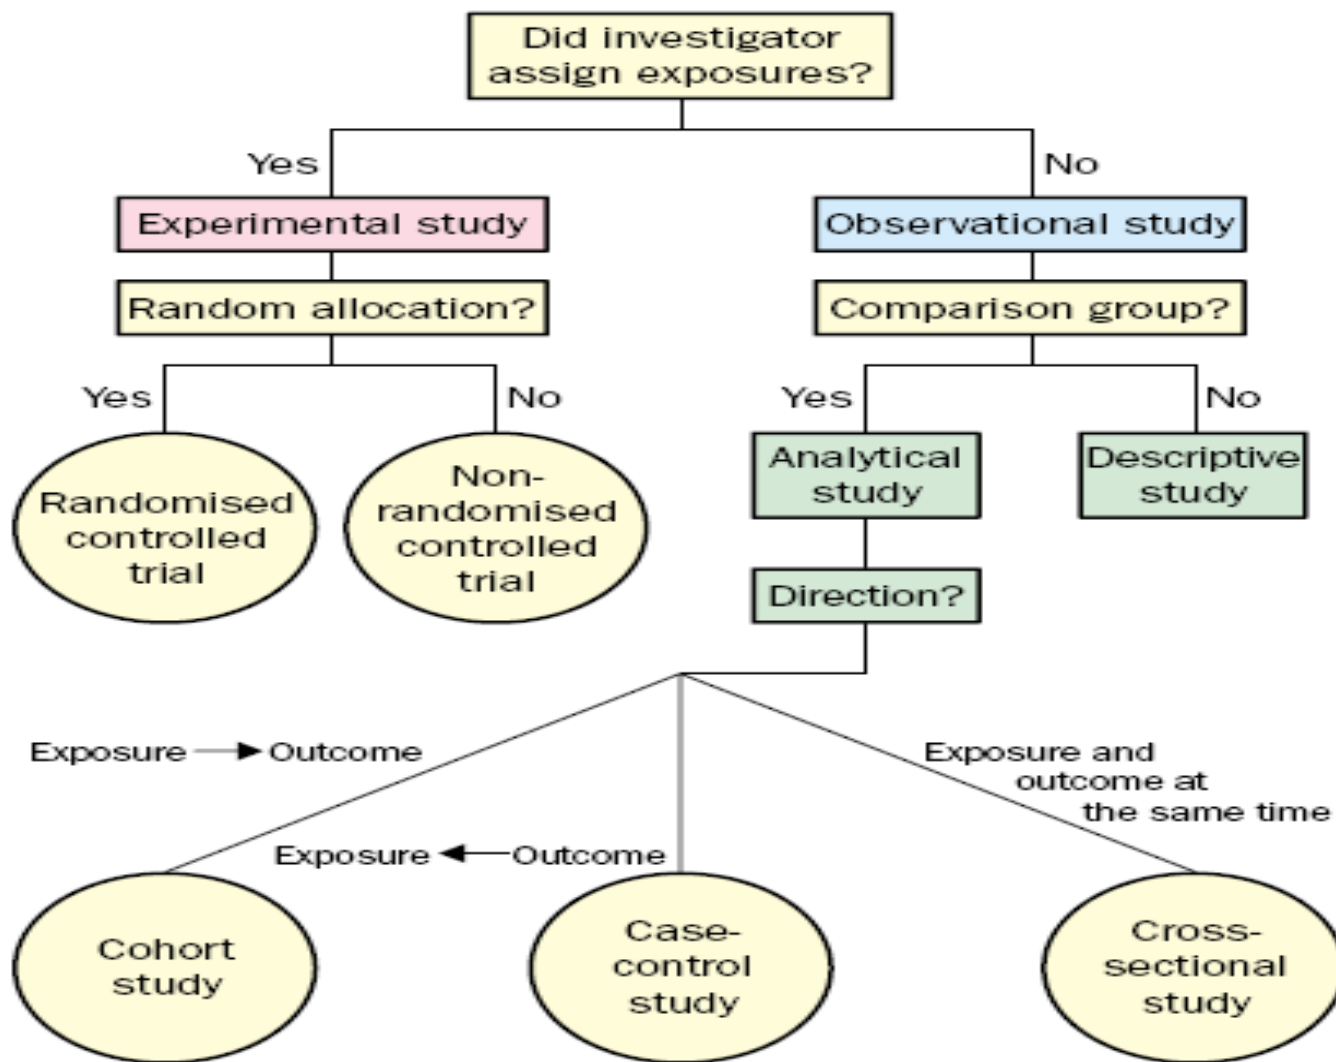 Did investigator
assign exposures?
Yes
No
Experimental study
Observational study
Random allocation?
Comparison group?
Yes
No
Yes
No
Randomised
controlled
trial
Non-
randomised
controlled
trial
Analytical
study
Descriptive
study
Direction?
Exposure → Outcome
Exposure ← Outcome
Exposure and
outcome at
the same time
Cohort
study
Case-
control
study
Cross-
sectional
study